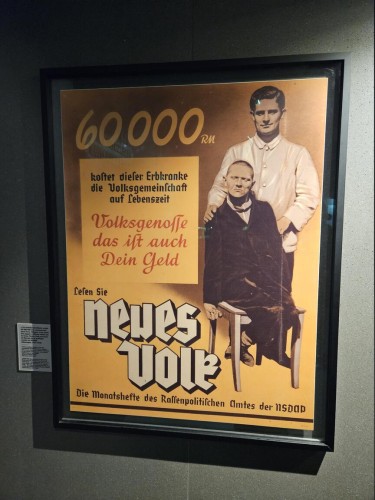 60000 RM
kostet dieser Erbkranke
die Volksgemeinschaft
auf Lebenszeit
Volksgenosse
das ist auch
Dein Geld
Lesen Sie
neues
Volk
Die Monatshefte des Rassenpolitischen Amtes der NSDAP